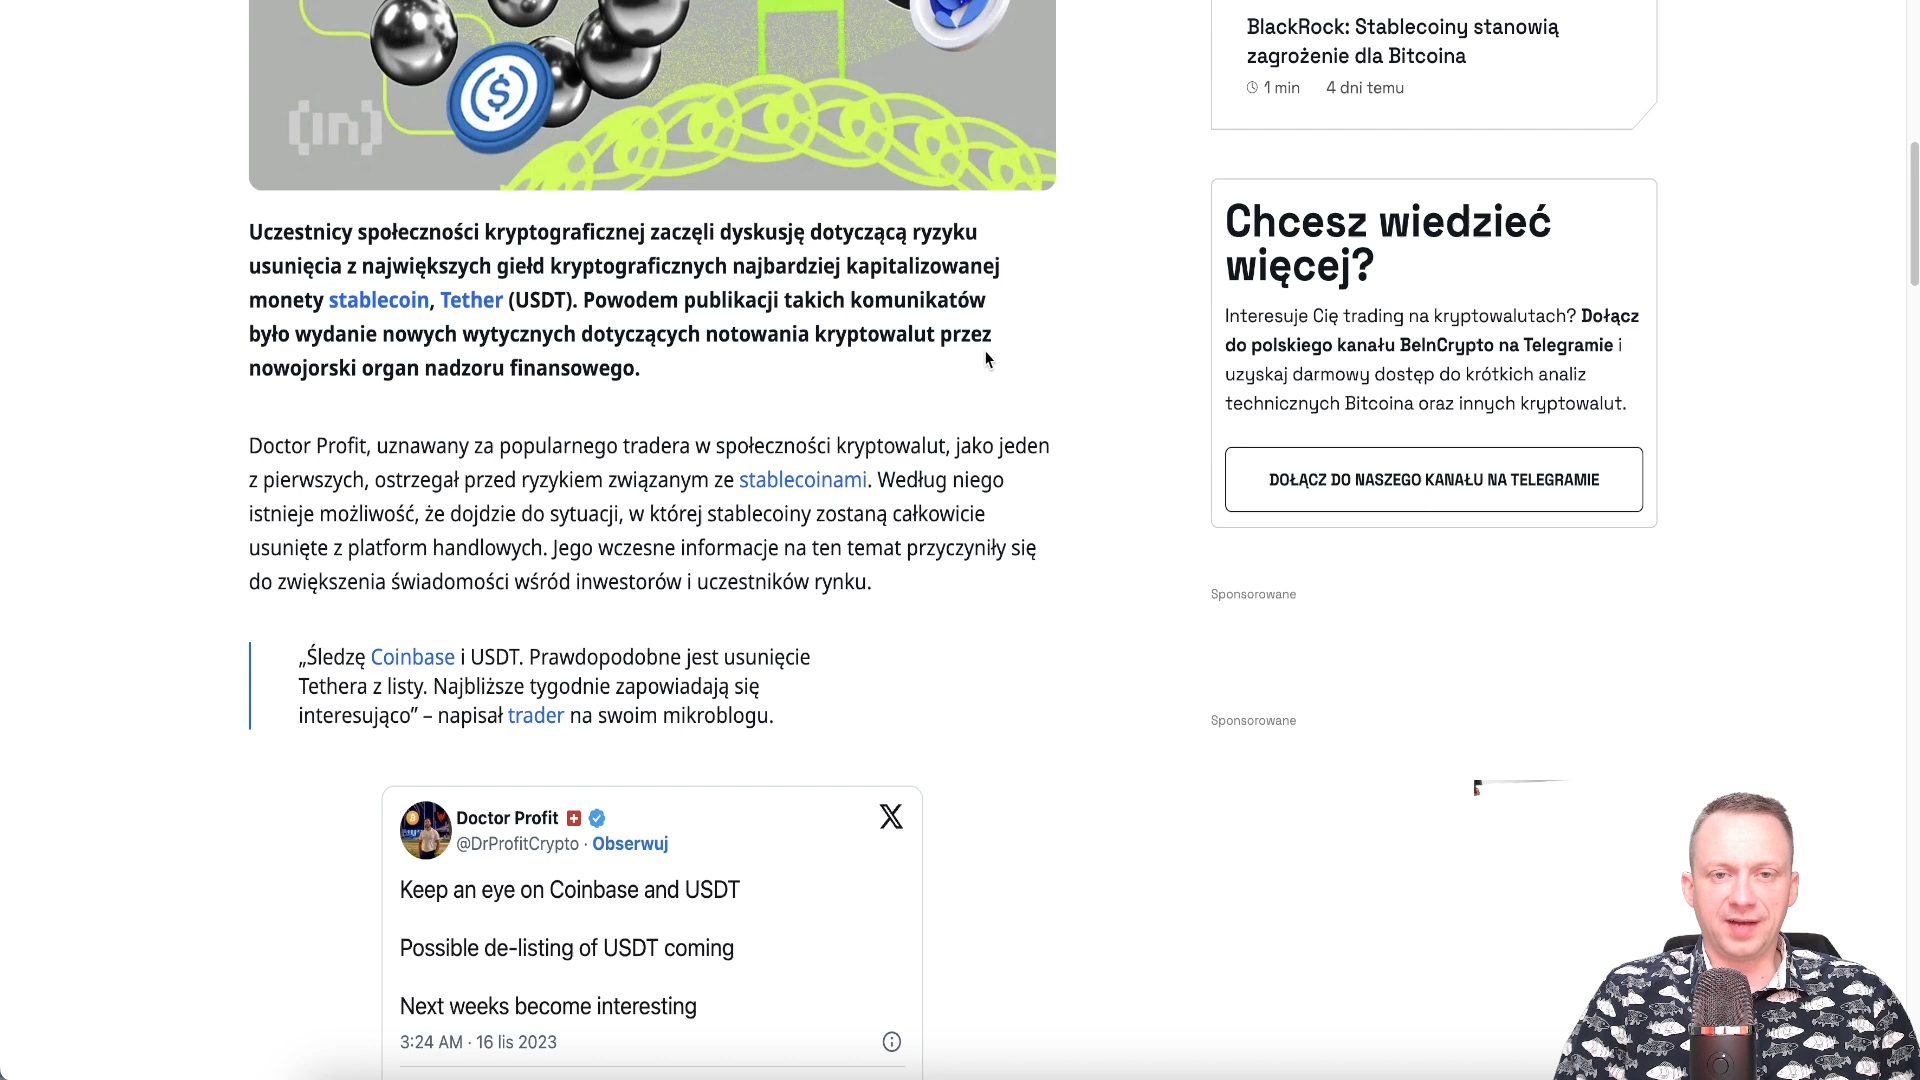 [in]
Uczestnicy społeczności kryptograficznej zaczęli dyskusję dotyczącą ryzyku
usunięcia z największych giełd kryptograficznych najbardziej kapitalizowanej
monety stablecoin, Tether (USDT). Powodem publikacji takich komunikatów
było wydanie nowych wytycznych dotyczących notowania kryptowalut przez
nowojorski organ nadzoru finansowego.
Doctor Profit, uznawany za popularnego tradera w społeczności kryptowalut, jako jeden
z pierwszych, ostrzegał przed ryzykiem związanym ze stablecoinami. Według niego
istnieje możliwość, że dojdzie do sytuacji, w której stablecoiny zostaną całkowicie
usunięte z platform handlowych. Jego wczesne informacje na ten temat przyczyniły się
do zwiększenia świadomości wśród inwestorów i uczestników rynku.
„Śledzę Coinbase i USDT. Prawdopodobne jest usunięcie
Tethera z listy. Najbliższe tygodnie zapowiadają się
interesująco” – napisał trader na swoim mikroblogu.
Doctor Profit
@DrProfitCrypto · Obserwuj
Keep an eye on Coinbase and USDT
Possible de-listing of USDT coming
Next weeks become interesting
3:24 AM · 16 lis 2023
BlackRock: Stablecoiny stanowią
zagrożenie dla Bitcoina
1 min 4 dni temu
Chcesz wiedzieć
więcej?
Interesuje Cię trading na kryptowalutach? Dołącz
do polskiego kanału BeInCrypto na Telegramie i
uzyskaj darmowy dostęp do krótkich analiz
technicznych Bitcoina oraz innych kryptowalut.
DOŁĄCZ DO NASZEGO KANAŁU NA TELEGRAMIE
Sponsorowane
Sponsorowane